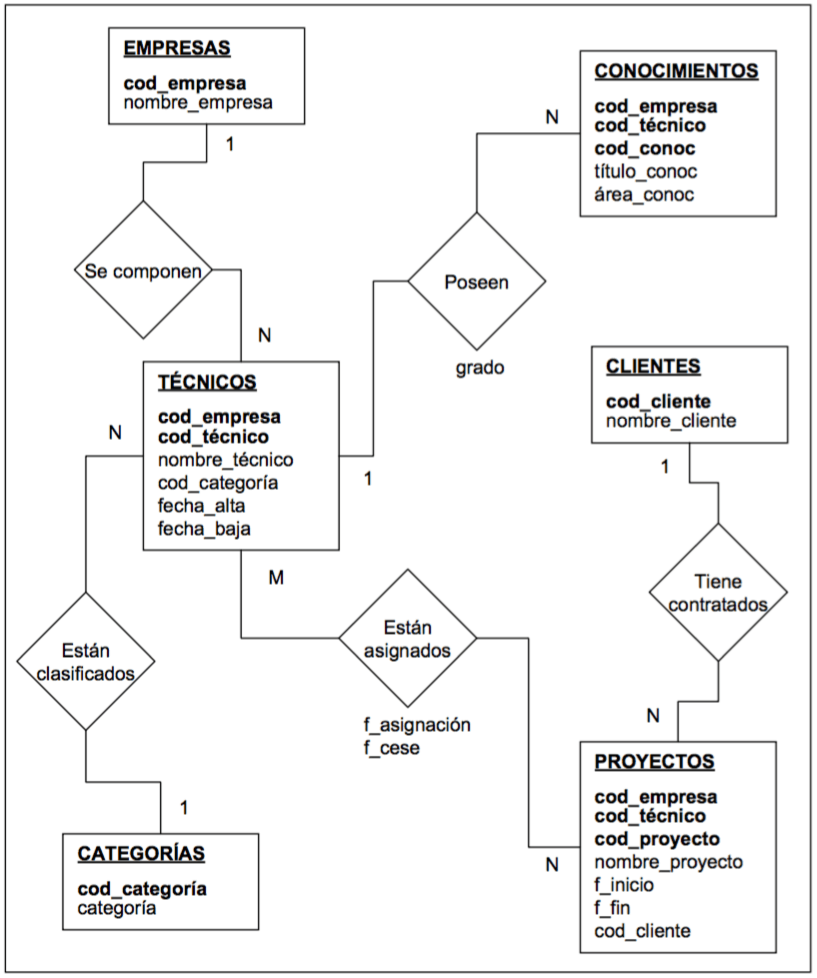 EMPRESAS
cod_empresa
nombre_empresa
1
Se componen
N
CONOCIMIENTOS
cod_empresa
cod_técnico
cod_conoc
título_conoc
área_conoc
N
Poseen
grado
1
TÉCNICOS
cod_empresa
cod_técnico
nombre_técnico
cod_categoría
fecha_alta
fecha_baja
N
M
CLIENTES
cod_cliente
nombre_cliente
1
Tiene
contratados
N
Están
clasificados
1
Están
asignados
f_asignación
f_cese
N
CATEGORÍAS
cod_categoría
categoría
PROYECTOS
cod_empresa
cod_técnico
cod_proyecto
nombre_proyecto
f_inicio
f_fin
cod_cliente